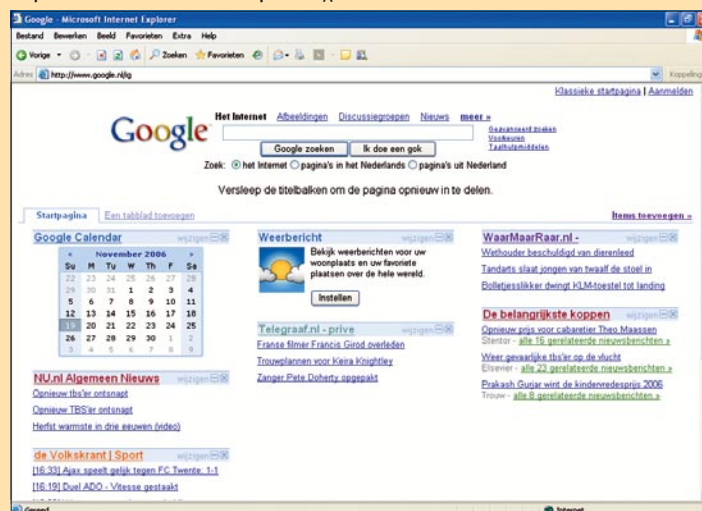 Google - Microsoft Internet Explorer
Bestand Bewerken Beeld Favorieten Extra Help
Vorige Zoeken Favorieten
Adres http://www.google.nl/ig Koppeling
Klassieke startpagina | Aanmelden
Google
Het Internet Afbeeldingen Discussiegroepen Nieuws meer »
Geavanceerd zoeken
Voorkeuren
Taalhulpmiddelen
Google zoeken Ik doe een gok
Zoek: het Internet pagina's in het Nederlands pagina's uit Nederland
Versleep de titelbalken om de pagina opnieuw in te delen.
Startpagina Een tabblad toevoegen Items toevoegen »
Google Calendar wijzigen
« November 2006 »
Su M Tu W Th F Sa
22 23 24 25 26 27 28
29 30 31 1 2 3 4
5 6 7 8 9 10 11
12 13 14 15 16 17 18
19 20 21 22 23 24 25
26 27 28 29 30 1 2
3 4 5 6 7 8 9
NU.nl Algemeen Nieuws wijzigen
Opnieuw tbs'er ontsnapt
Opnieuw TBS'er ontsnapt
Herfst warmste in drie eeuwen (video)
de Volkskrant | Sport wijzigen
[16:33] Ajax speelt gelijk tegen FC Twente: 1-1
[16:19] Duel ADO - Vitesse gestaakt
Weerbericht wijzigen
Bekijk weerberichten voor uw
woonplaats en uw favoriete
plaatsen over de hele wereld.
Instellen
Telegraaf.nl - prive wijzigen
Franse filmer Francis Girod overleden
Trouwplannen voor Keira Knightley
Zanger Pete Doherty opgepakt
WaarMaarRaar.nl - wijzigen
Wethouder beschuldigd van dierenleed
Tandarts slaat jongen van twaalf de stoel in
Bolletjesslikker dwingt KLM-toestel tot landing
De belangrijkste koppen wijzigen
Opnieuw prijs voor cabaretier Theo Maassen
Stentor - alle 16 gerelateerde nieuwsberichten »
Weer gevaarlijke tbs'er op de vlucht
Elsevier - alle 23 gerelateerde nieuwsberichten »
Prakash Gurjar wint de kinderredesprijs 2006
Trouw - alle 8 gerelateerde nieuwsberichten »
Gereed Internet